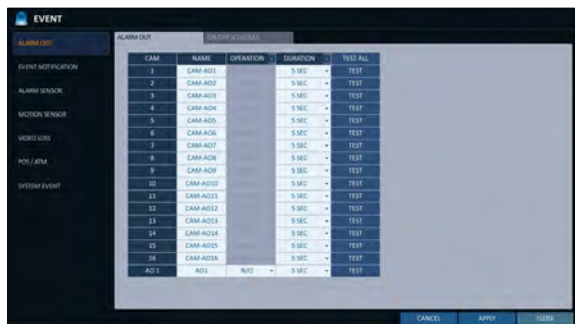 EVENT
ALARM OUT
EVENT NOTIFICATION
ALARM SENSOR
MOTION SENSOR
VIDEO LOSS
POS / ATM
SYSTEM EVENT
ALARM OUT ON/OFF SCHEDULE
CAM NAME OPERATION DURATION TEST ALL
1 CAM-AO1 5 SEC TEST
2 CAM-AO2 5 SEC TEST
3 CAM-AO3 5 SEC TEST
4 CAM-AO4 5 SEC TEST
5 CAM-AO5 5 SEC TEST
6 CAM-AO6 5 SEC TEST
7 CAM-AO7 5 SEC TEST
8 CAM-AO8 5 SEC TEST
9 CAM-AO9 5 SEC TEST
10 CAM-AO10 5 SEC TEST
11 CAM-AO11 5 SEC TEST
12 CAM-AO12 5 SEC TEST
13 CAM-AO13 5 SEC TEST
14 CAM-AO14 5 SEC TEST
15 CAM-AO15 5 SEC TEST
16 CAM-AO16 5 SEC TEST
AO 1 AO1 N/O 5 SEC TEST
CANCEL APPLY CLOSE